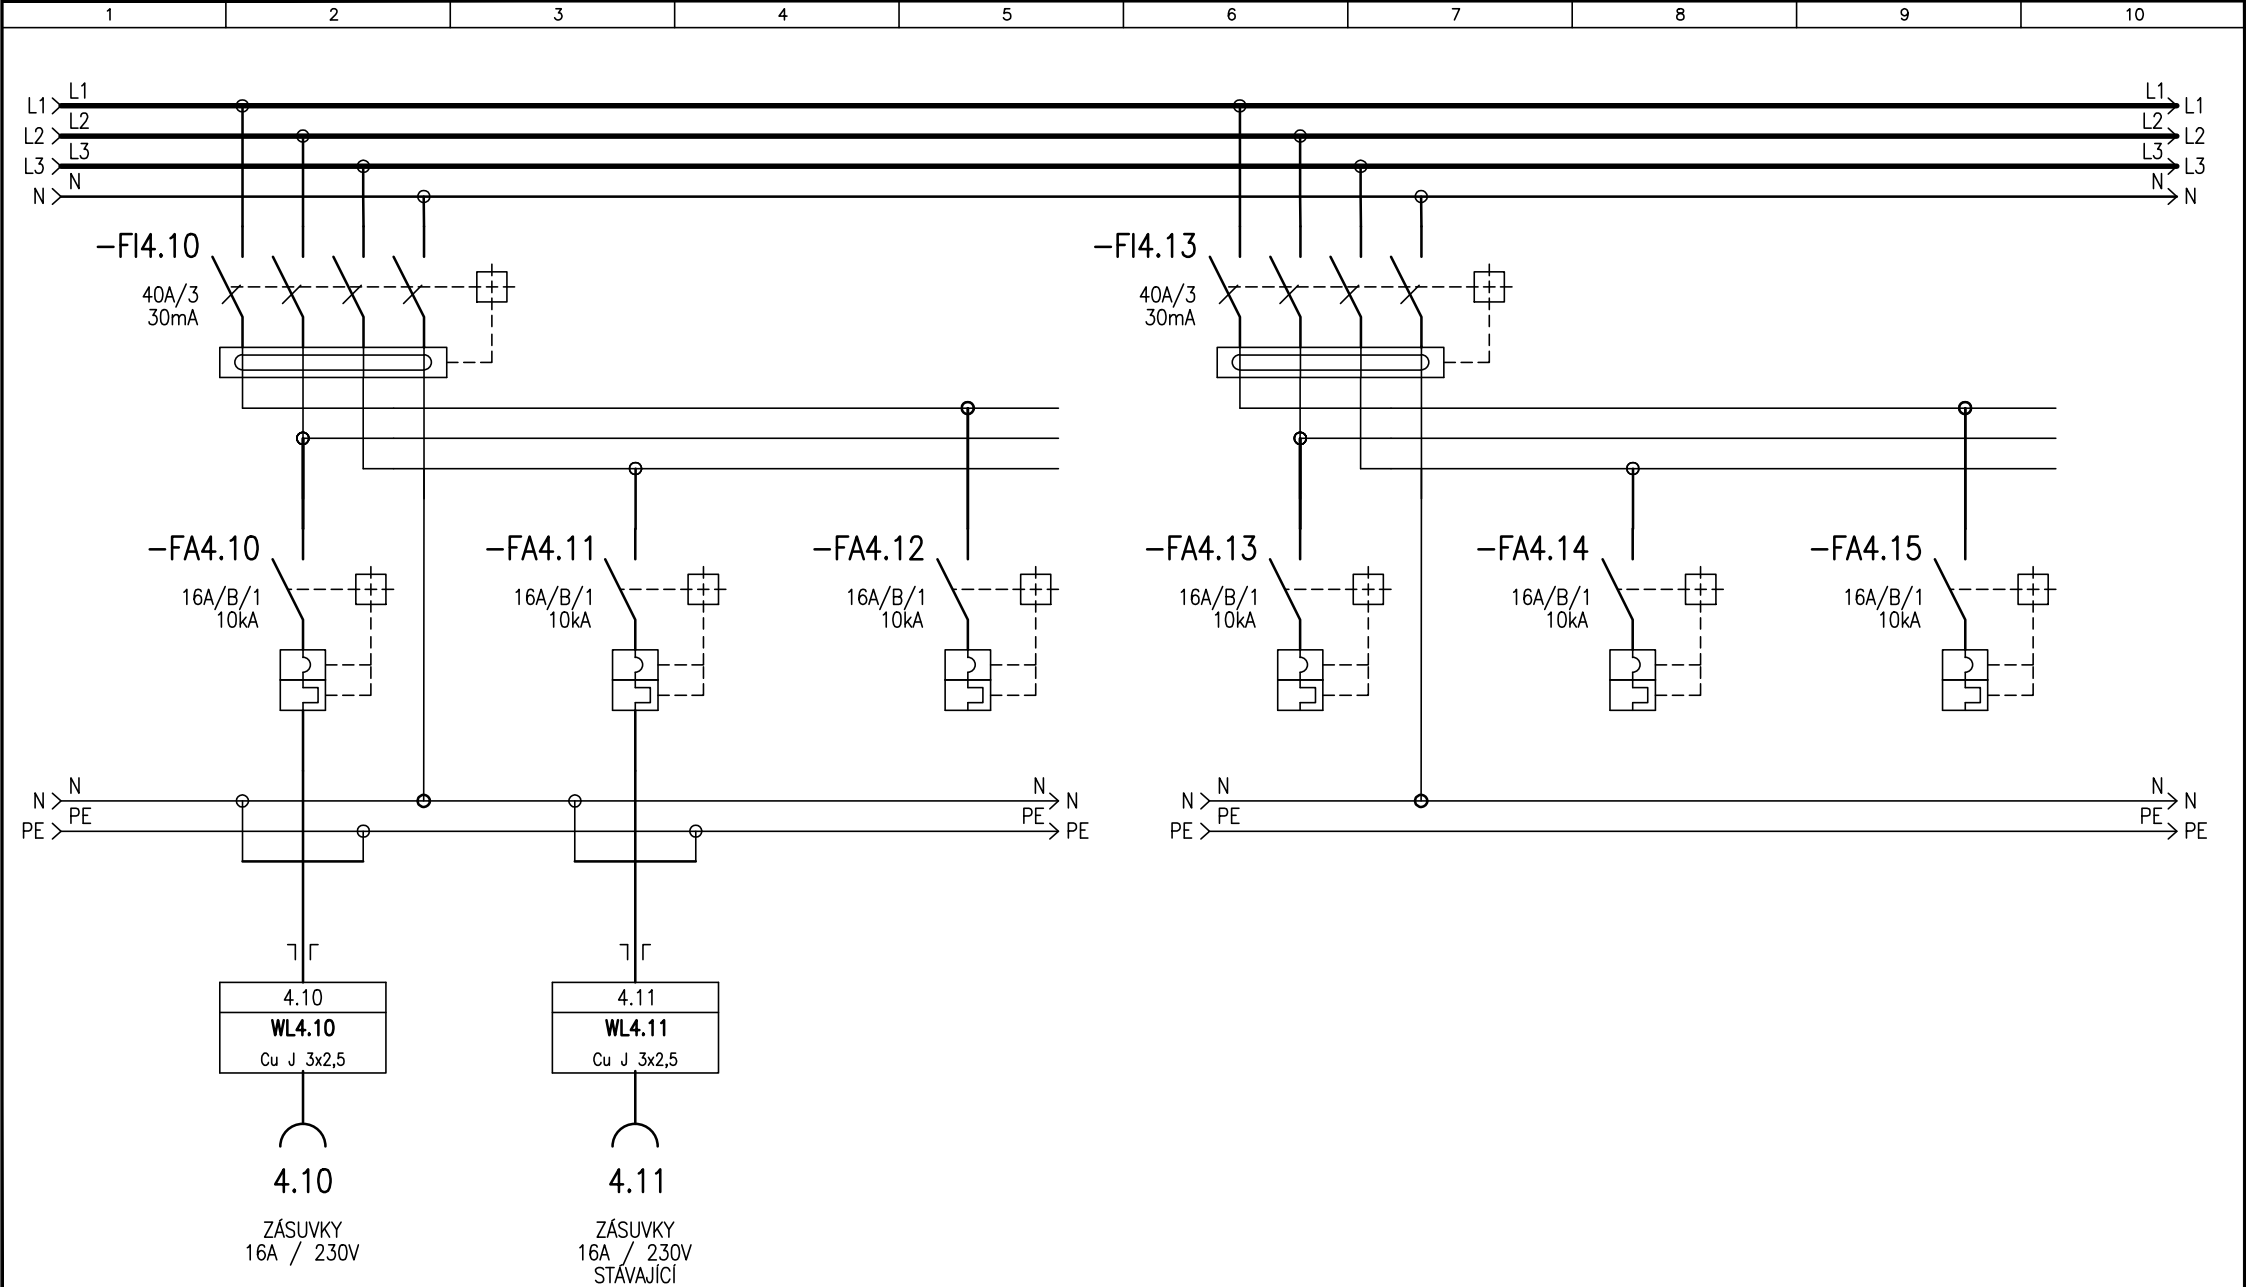 1 2 3 4 5 6 7 8 9 10
L1 L1 L1 L1
L2 L2 L2 L2
L3 L3 L3 L3
N N N N
-FI4.10
40A/3
30mA
-FI4.13
40A/3
30mA
-FA4.10
16A/B/1
10kA
-FA4.11
16A/B/1
10kA
-FA4.12
16A/B/1
10kA
-FA4.13
16A/B/1
10kA
-FA4.14
16A/B/1
10kA
-FA4.15
16A/B/1
10kA
N N N N N N N N
PE PE PE PE PE PE PE PE
4.10
WL4.10
Cu J 3x2,5
4.10
ZÁSUVKY
16A / 230V
4.11
WL4.11
Cu J 3x2,5
4.11
ZÁSUVKY
16A / 230V
STÁVAJÍCÍ